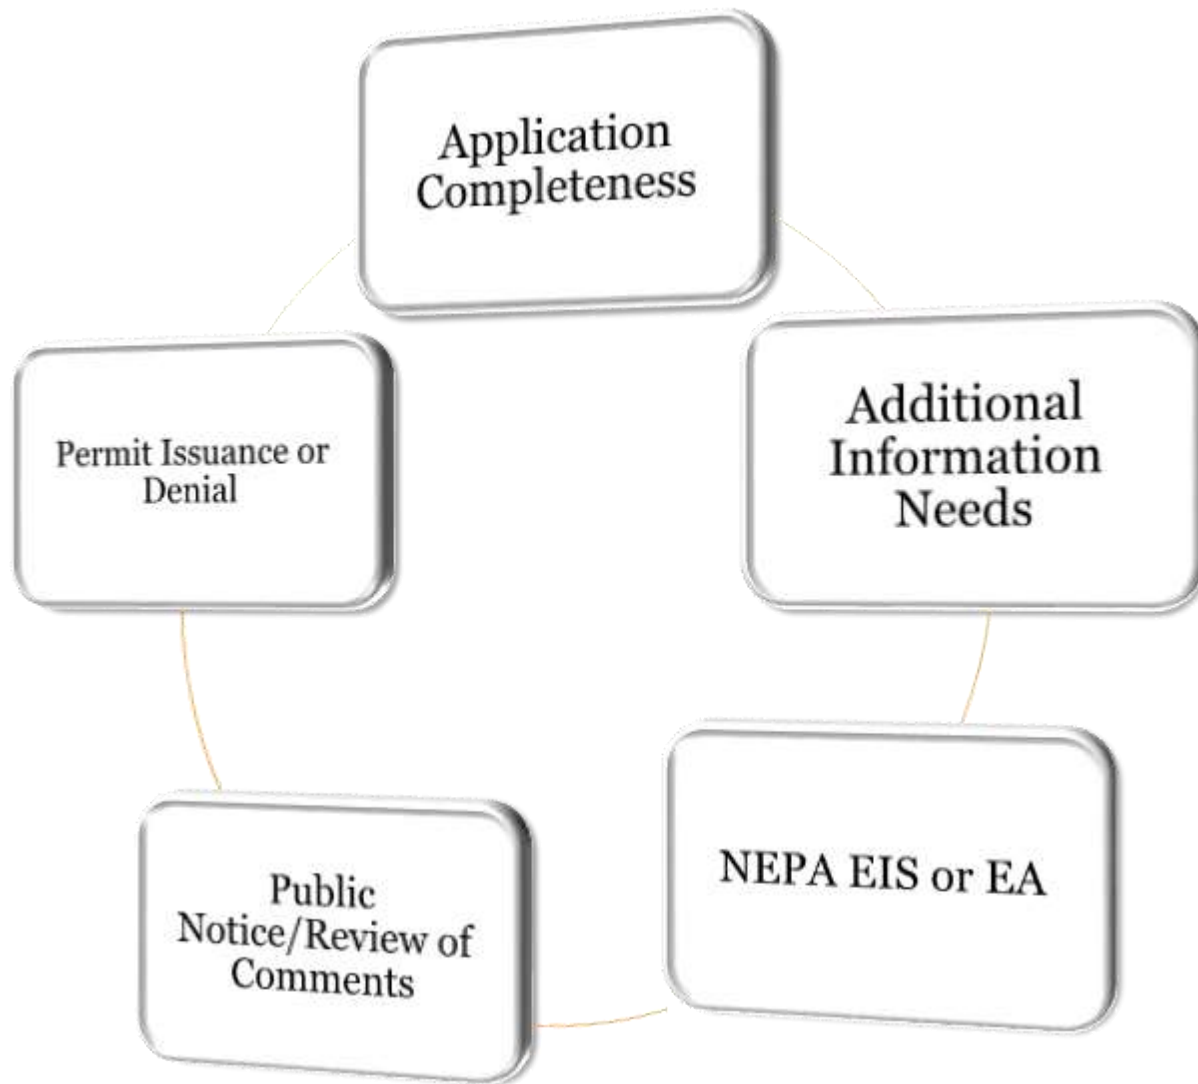 Application
Completeness
Additional
Information
Needs
NEPA EIS or EA
Public
Notice/Review of
Comments
Permit Issuance or
Denial